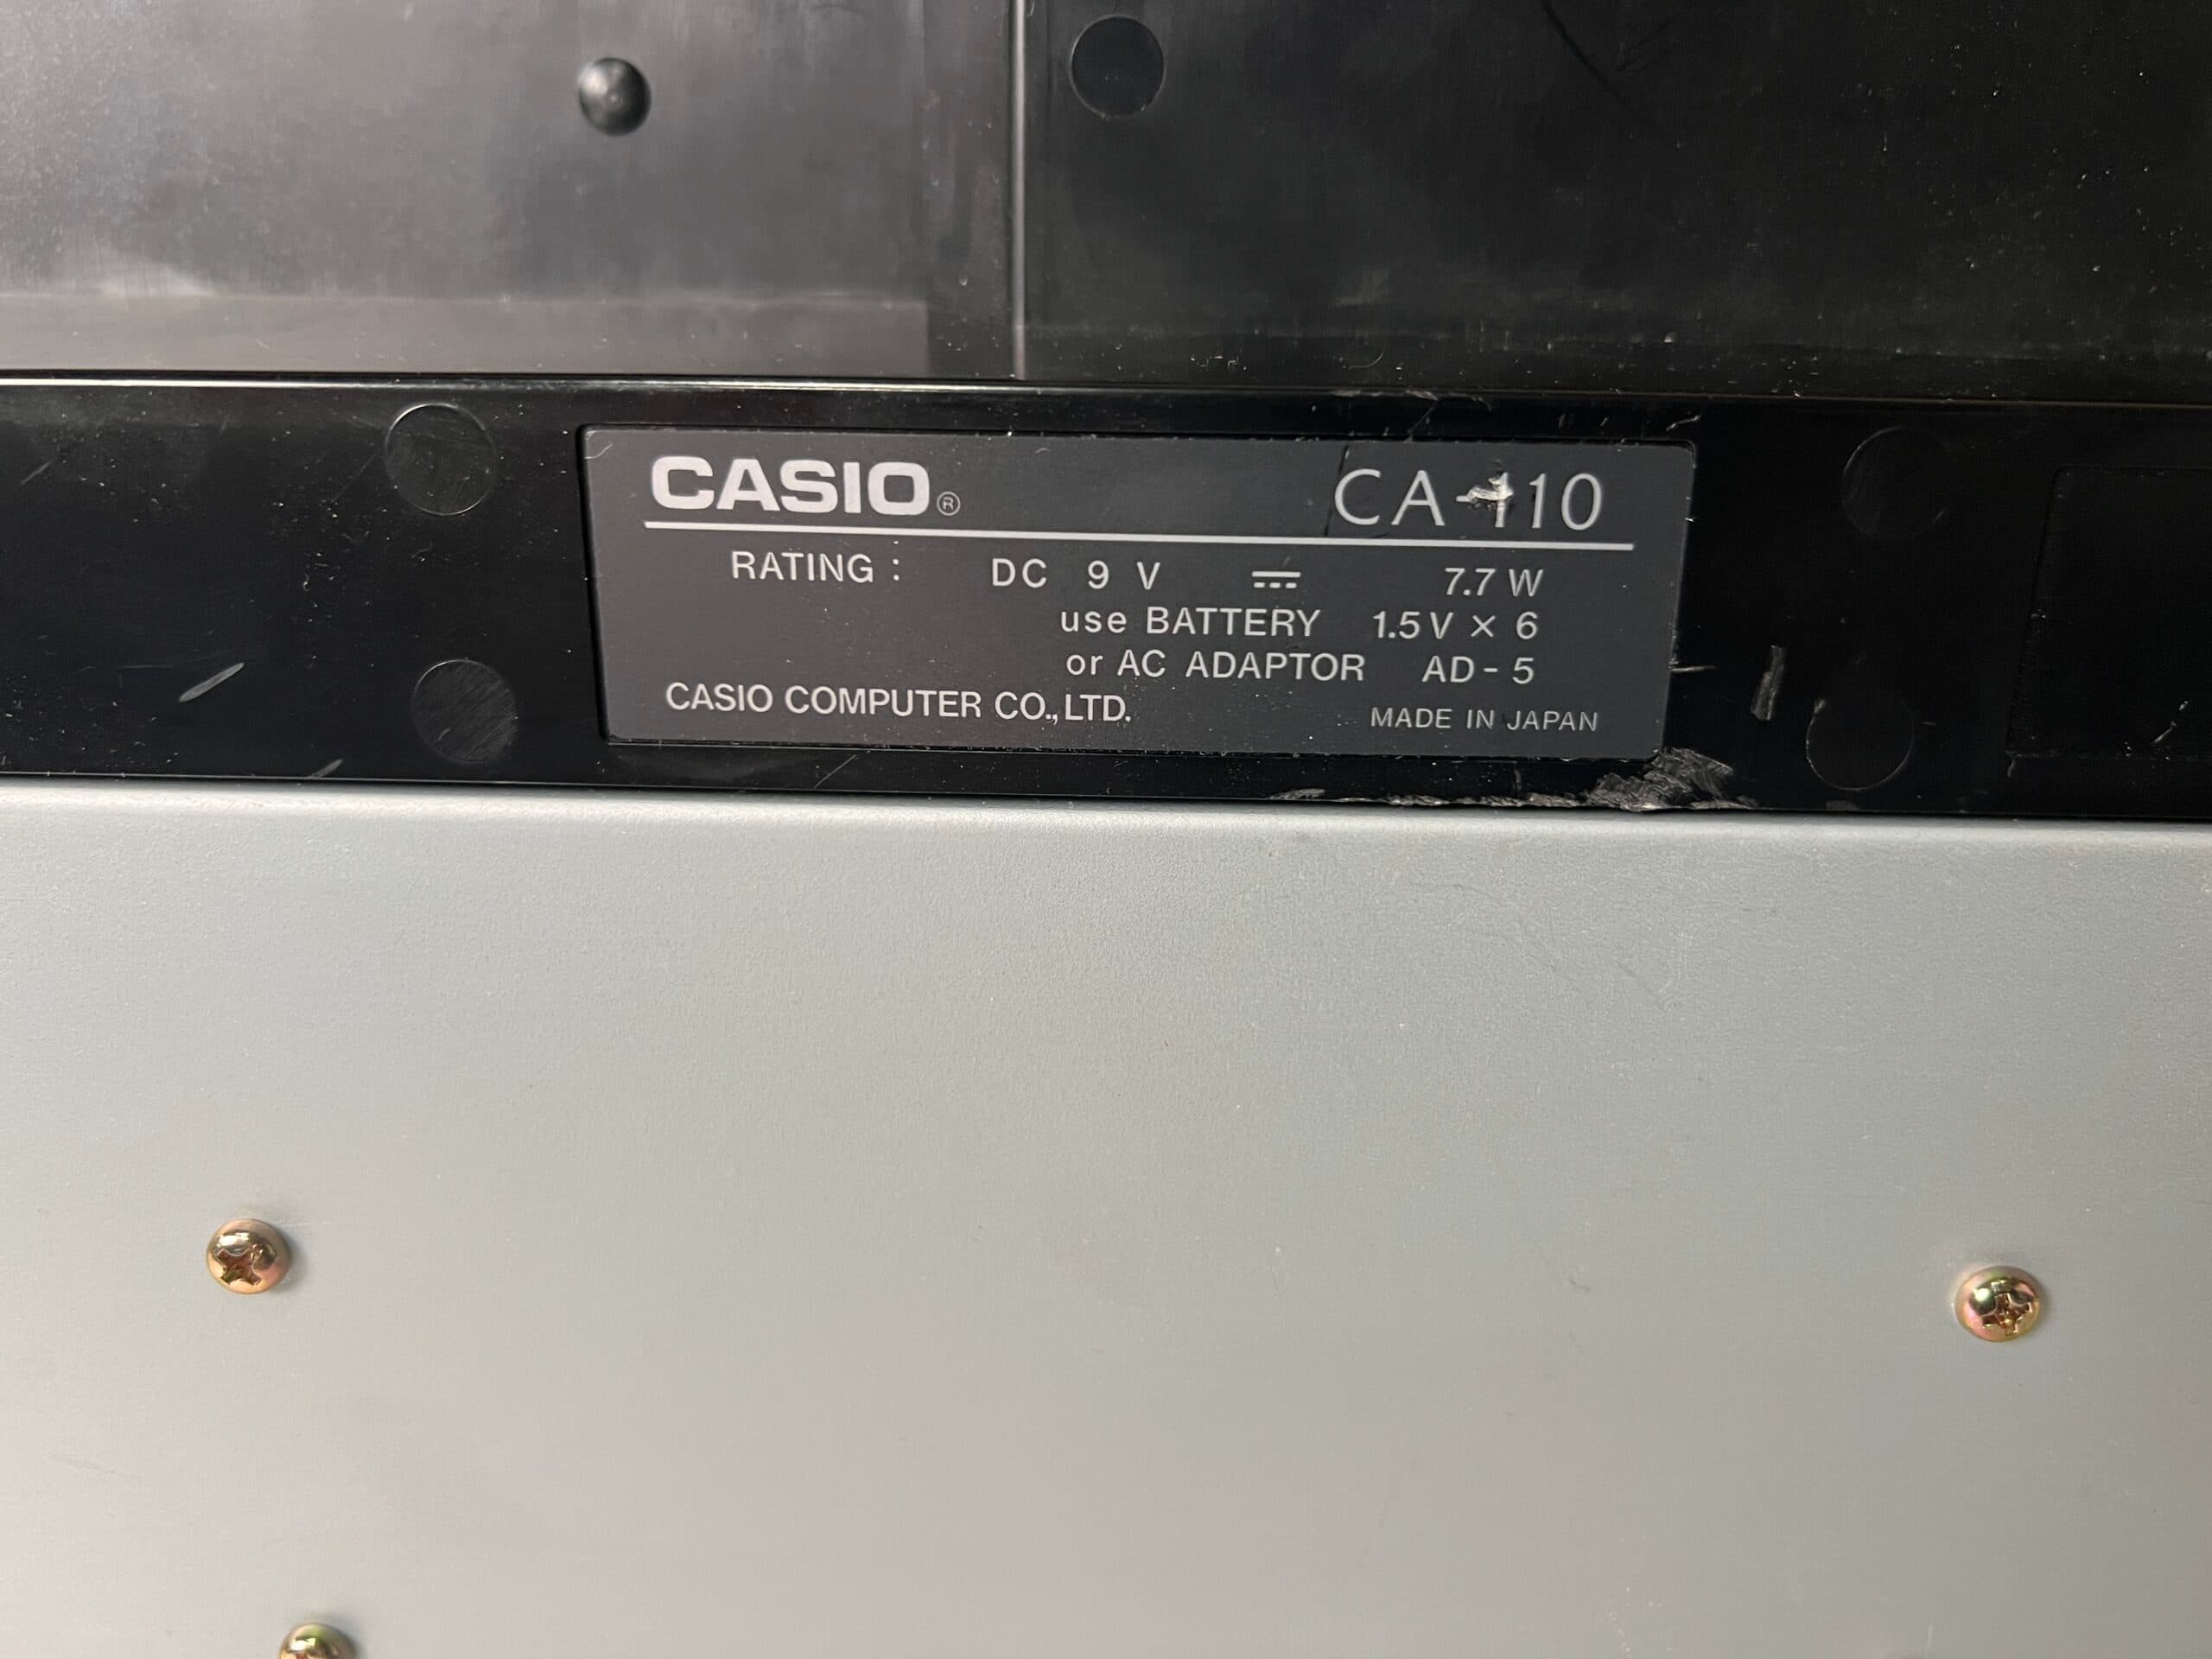 CASIO® CA-110
RATING : DC 9 V ⎓ 7.7 W
use BATTERY 1.5V × 6
or AC ADAPTOR AD-5
CASIO COMPUTER CO.,LTD. MADE IN JAPAN